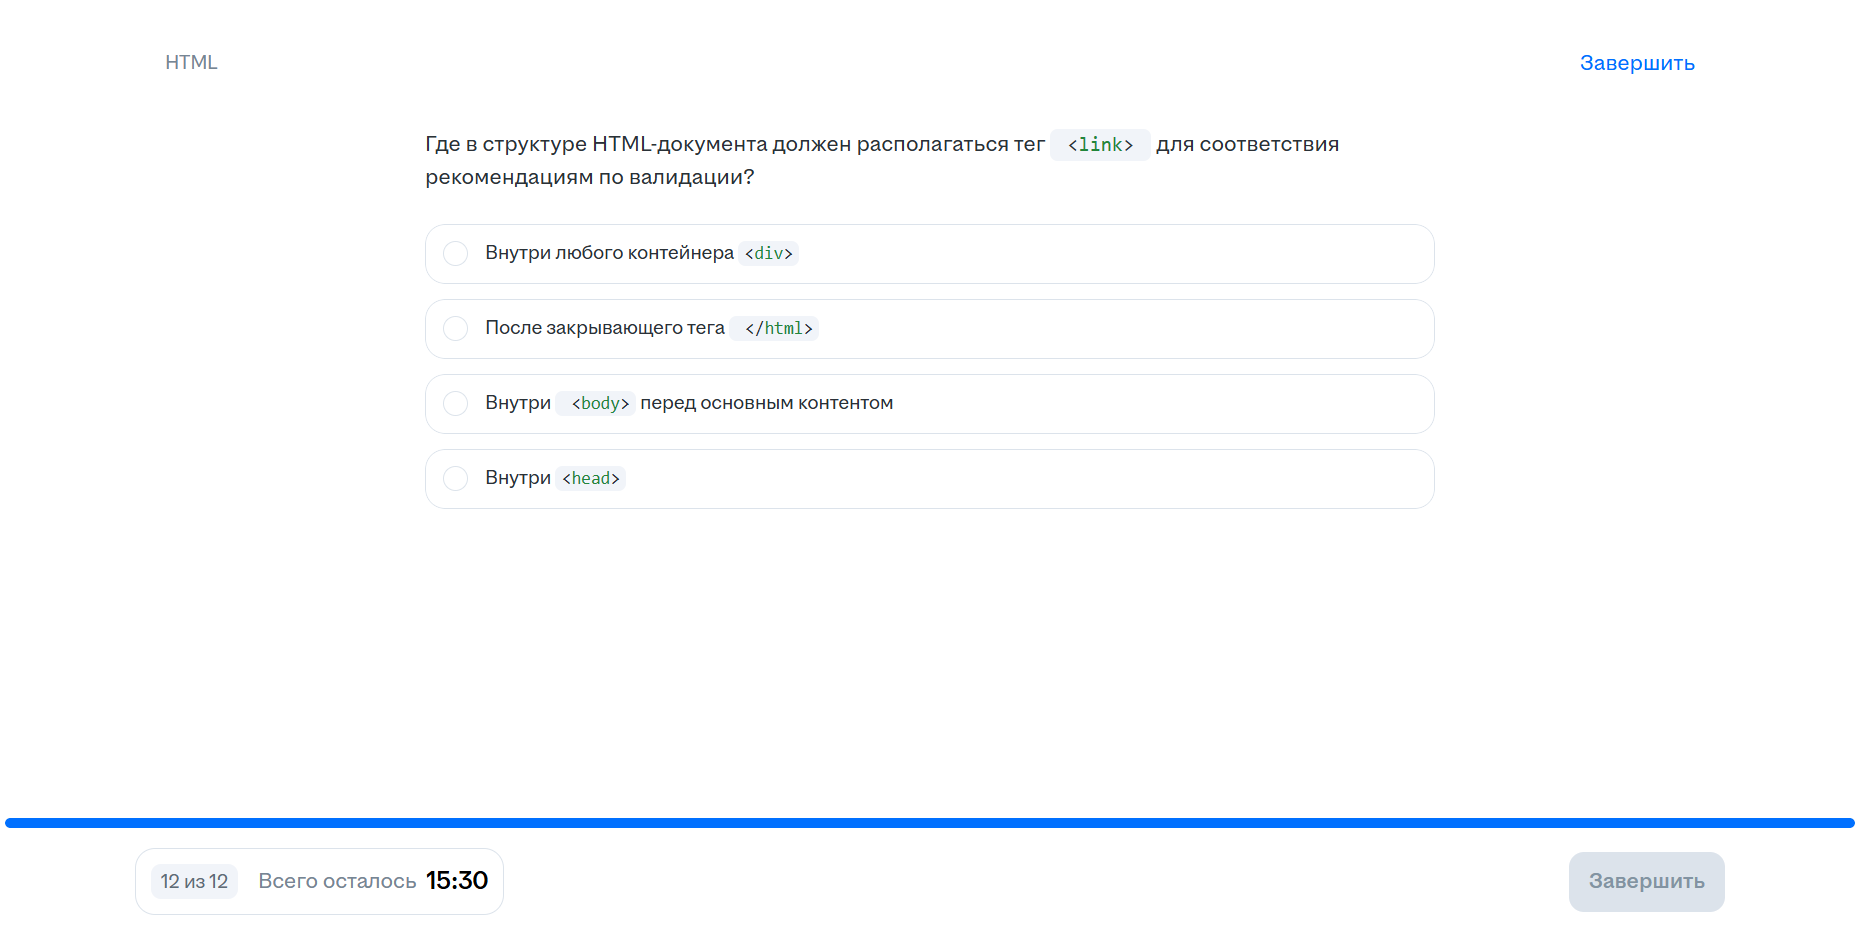 HTML
Завершить
Где в структуре HTML-документа должен располагаться тег <link> для соответствия
рекомендациям по валидации?
Внутри любого контейнера <div>
После закрывающего тега </html>
Внутри <body> перед основным контентом
Внутри <head>
12 из 12 Всего осталось 15:30
Завершить